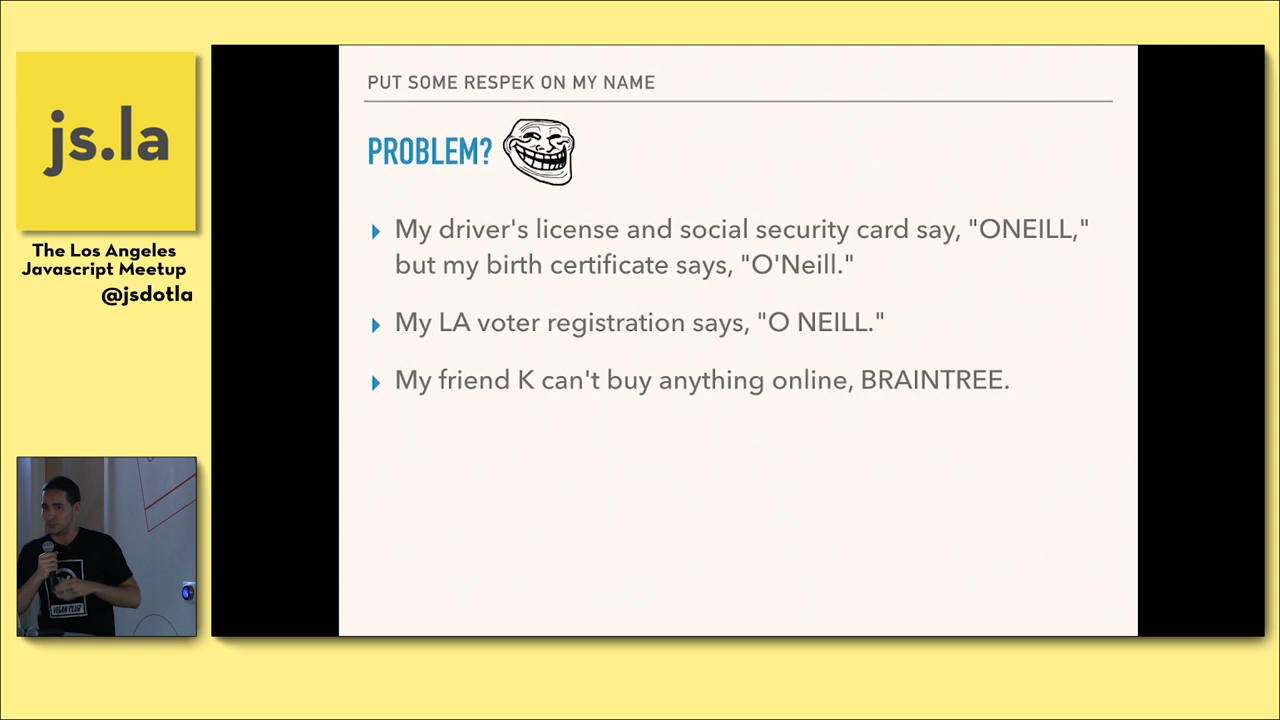 js.la
The Los Angeles
Javascript Meetup
@jsdotla
PUT SOME RESPEK ON MY NAME
PROBLEM?
My driver's license and social security card say, "ONEILL,"
but my birth certificate says, "O'Neill."
My LA voter registration says, "O NEILL."
My friend K can't buy anything online, BRAINTREE.